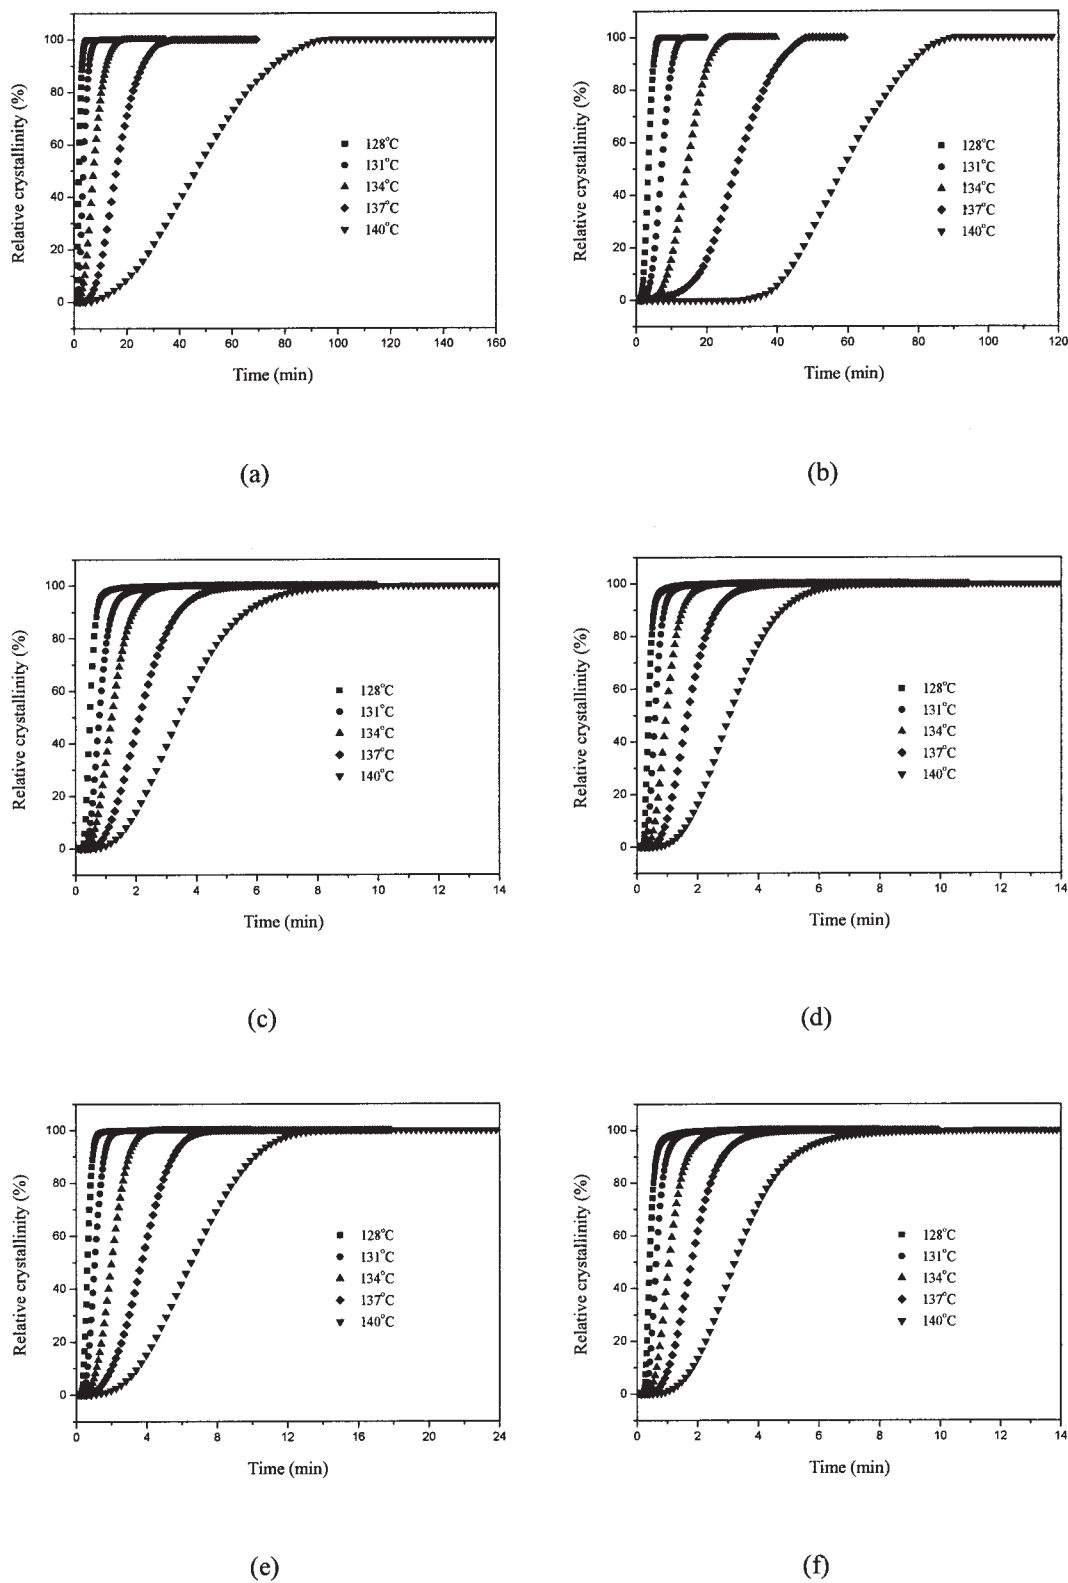 Relative crystallinity (%)
100
80
60
40
20
0
128°C
131°C
134°C
137°C
140°C
0 20 40 60 80 100 120 140 160
Time (min)
(a)
Relative crystallinity (%)
100
80
60
40
20
0
128°C
131°C
134°C
137°C
140°C
0 20 40 60 80 100 120
Time (min)
(b)
Relative crystallinity (%)
100
80
60
40
20
0
128°C
131°C
134°C
137°C
140°C
0 2 4 6 8 10 12 14
Time (min)
(c)
Relative crystallinity (%)
100
80
60
40
20
0
128°C
131°C
134°C
137°C
140°C
0 2 4 6 8 10 12 14
Time (min)
(d)
Relative crystallinity (%)
100
80
60
40
20
0
128°C
131°C
134°C
137°C
140°C
0 4 8 12 16 20 24
Time (min)
(e)
Relative crystallinity (%)
100
80
60
40
20
0
128°C
131°C
134°C
137°C
140°C
0 2 4 6 8 10 12 14
Time (min)
(f)